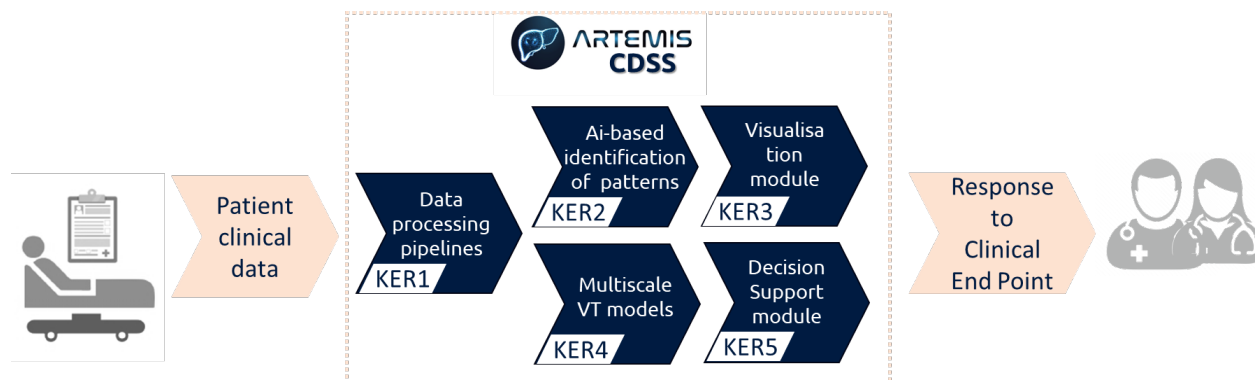 ARTEMIS
CDSS
Patient
clinical
data
Data
processing
pipelines
KER1
Ai-based
identification
of patterns
KER2
Visualisa
tion
module
KER3
Multiscale
VT models
KER4
Decision
Support
module
KER5
Response
to
Clinical
End Point